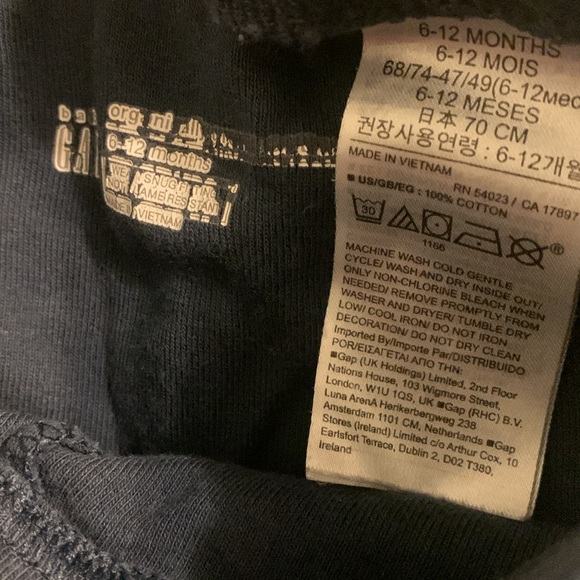 6-12 MONTHS
6-12 MOIS
68/74-47/49(6-12мес
6-12 MESES
日本 70 CM
권장사용연령 : 6-12개월
MADE IN VIETNAM
RN 54023 / CA 17897
■US/GB/EG : 100% COTTON
30
1166
MACHINE WASH COLD GENTLE
CYCLE/ WASH AND DRY INSIDE OUT/
ONLY NON-CHLORINE BLEACH WHEN
NEEDED/ REMOVE PROMPTLY FROM
WASHER AND DRYER/ TUMBLE DRY
LOW/ COOL IRON/ DO NOT IRON
DECORATION/ DO NOT DRY CLEAN
Imported By/Importe Par/DISTRIBUIDO
POR/ΕΙΣΑΓΕΤΑΙ ΑΠΟ ΤΗΝ:
■Gap (UK Holdings) Limited, 2nd Floor
Nations House, 103 Wigmore Street,
London, W1U 1QS, UK ■Gap (RHC) B.V.
Luna ArenA Herikerbergweg 238
Amsterdam 1101 CM, Netherlands ■Gap
Stores (Ireland) Limited c/o Arthur Cox, 10
Earlsfort Terrace, Dublin 2, D02 T380,
Ireland
6-12 months
VIETNAM